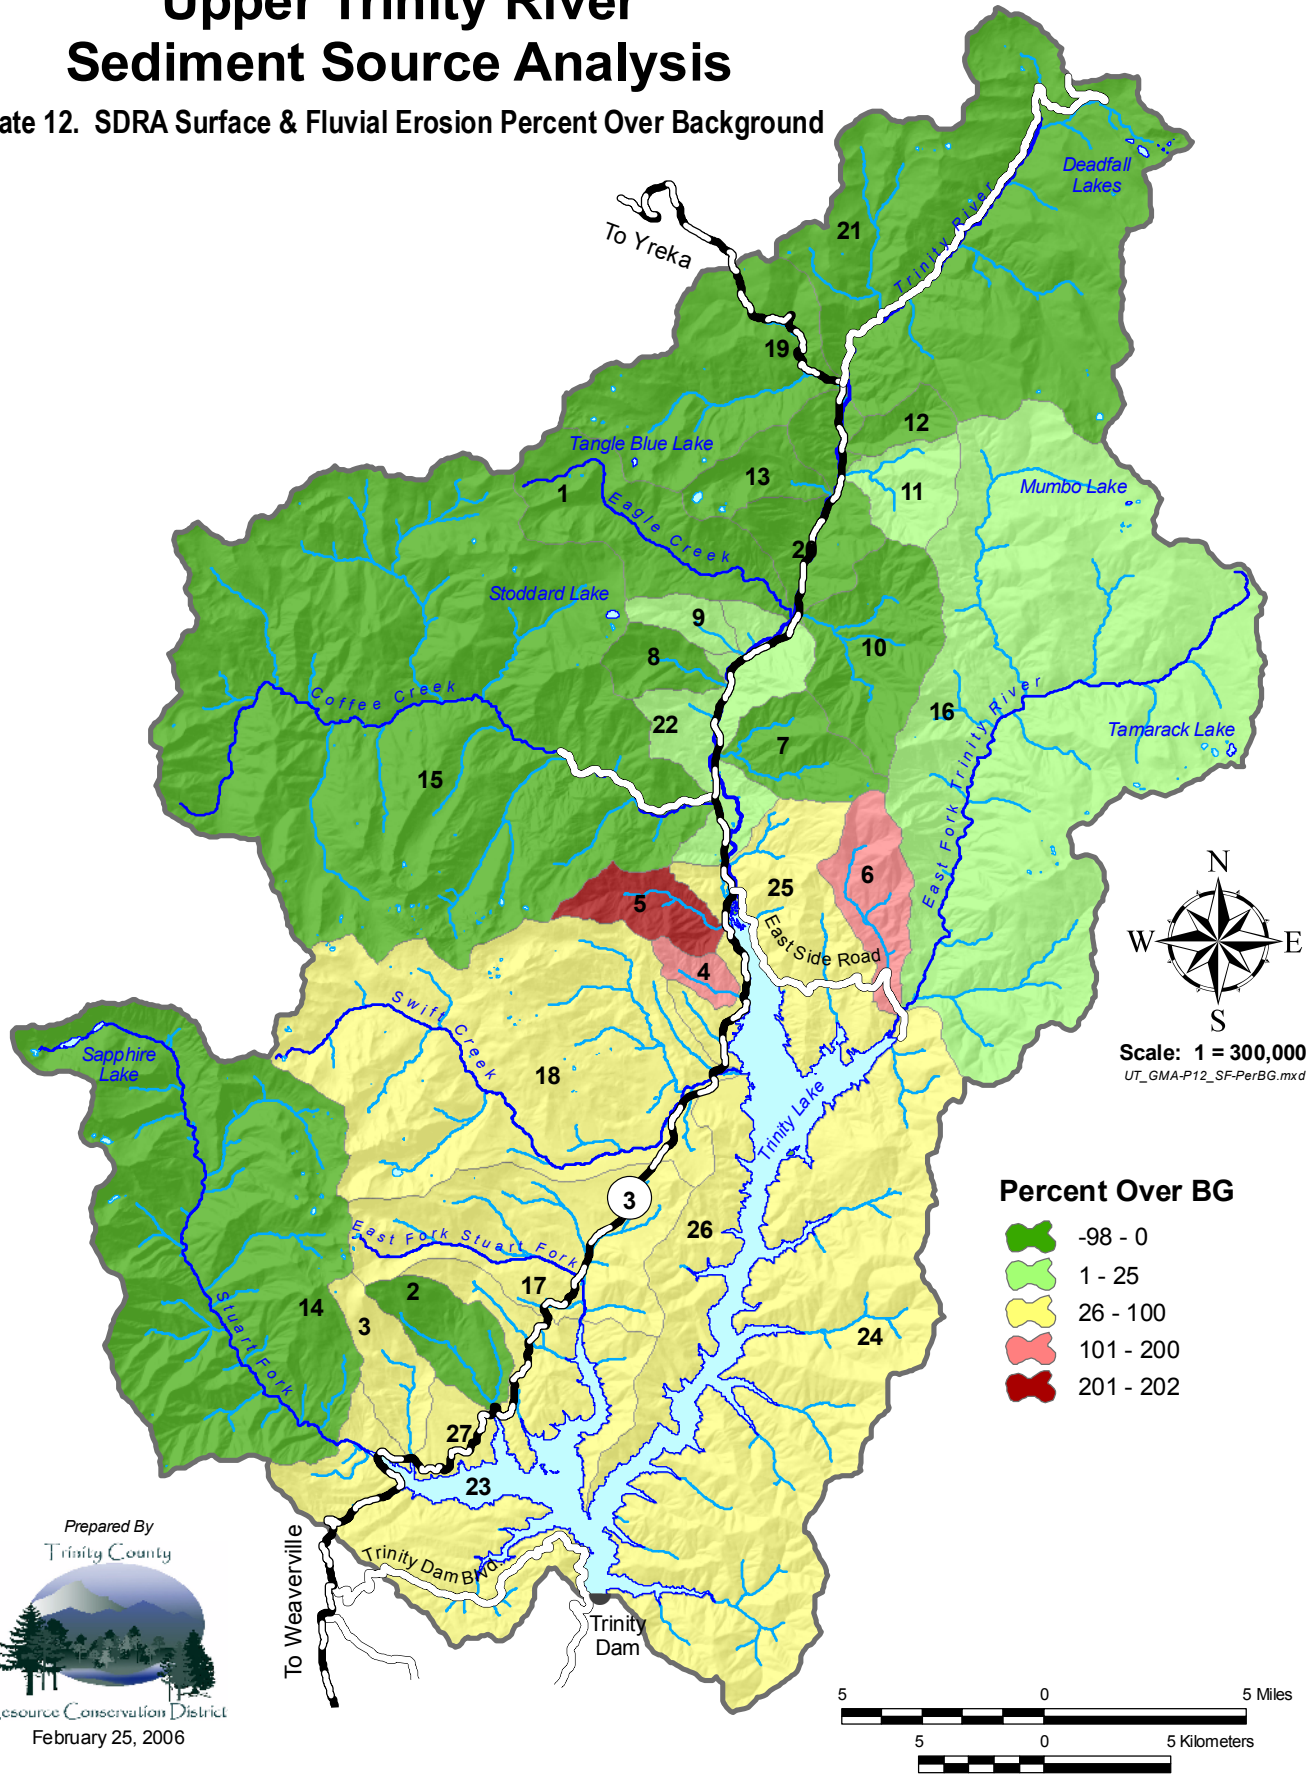 Upper Trinity River
Sediment Source Analysis
ate 12. SDRA Surface & Fluvial Erosion Percent Over Background
Deadfall
Lakes
21
Trinity River
To Yreka
19
12
Tangle Blue Lake
13
1
11
Mumbo Lake
Eagle Creek
20
Stoddard Lake
9
8
10
Coffee Creek
22
16
7
Tamarack Lake
15
East Fork Trinity River
6
25
5
East Side Road
4
N
W
E
S
Scale: 1 = 300,000
UT_GMA-P12_SF-PerBG.mxd
Swift Creek
Sapphire
Lake
18
Trinity Lake
3
26
East Fork Stuart Fork
17
2
14
3
Stuart Fork
24
27
23
Percent Over BG
-98 - 0
1 - 25
26 - 100
101 - 200
201 - 202
Prepared By
Trinity County
esource Conservation District
February 25, 2006
To Weaverville
Trinity Dam Blvd.
Trinity
Dam
5 0 5 Miles
5 0 5 Kilometers